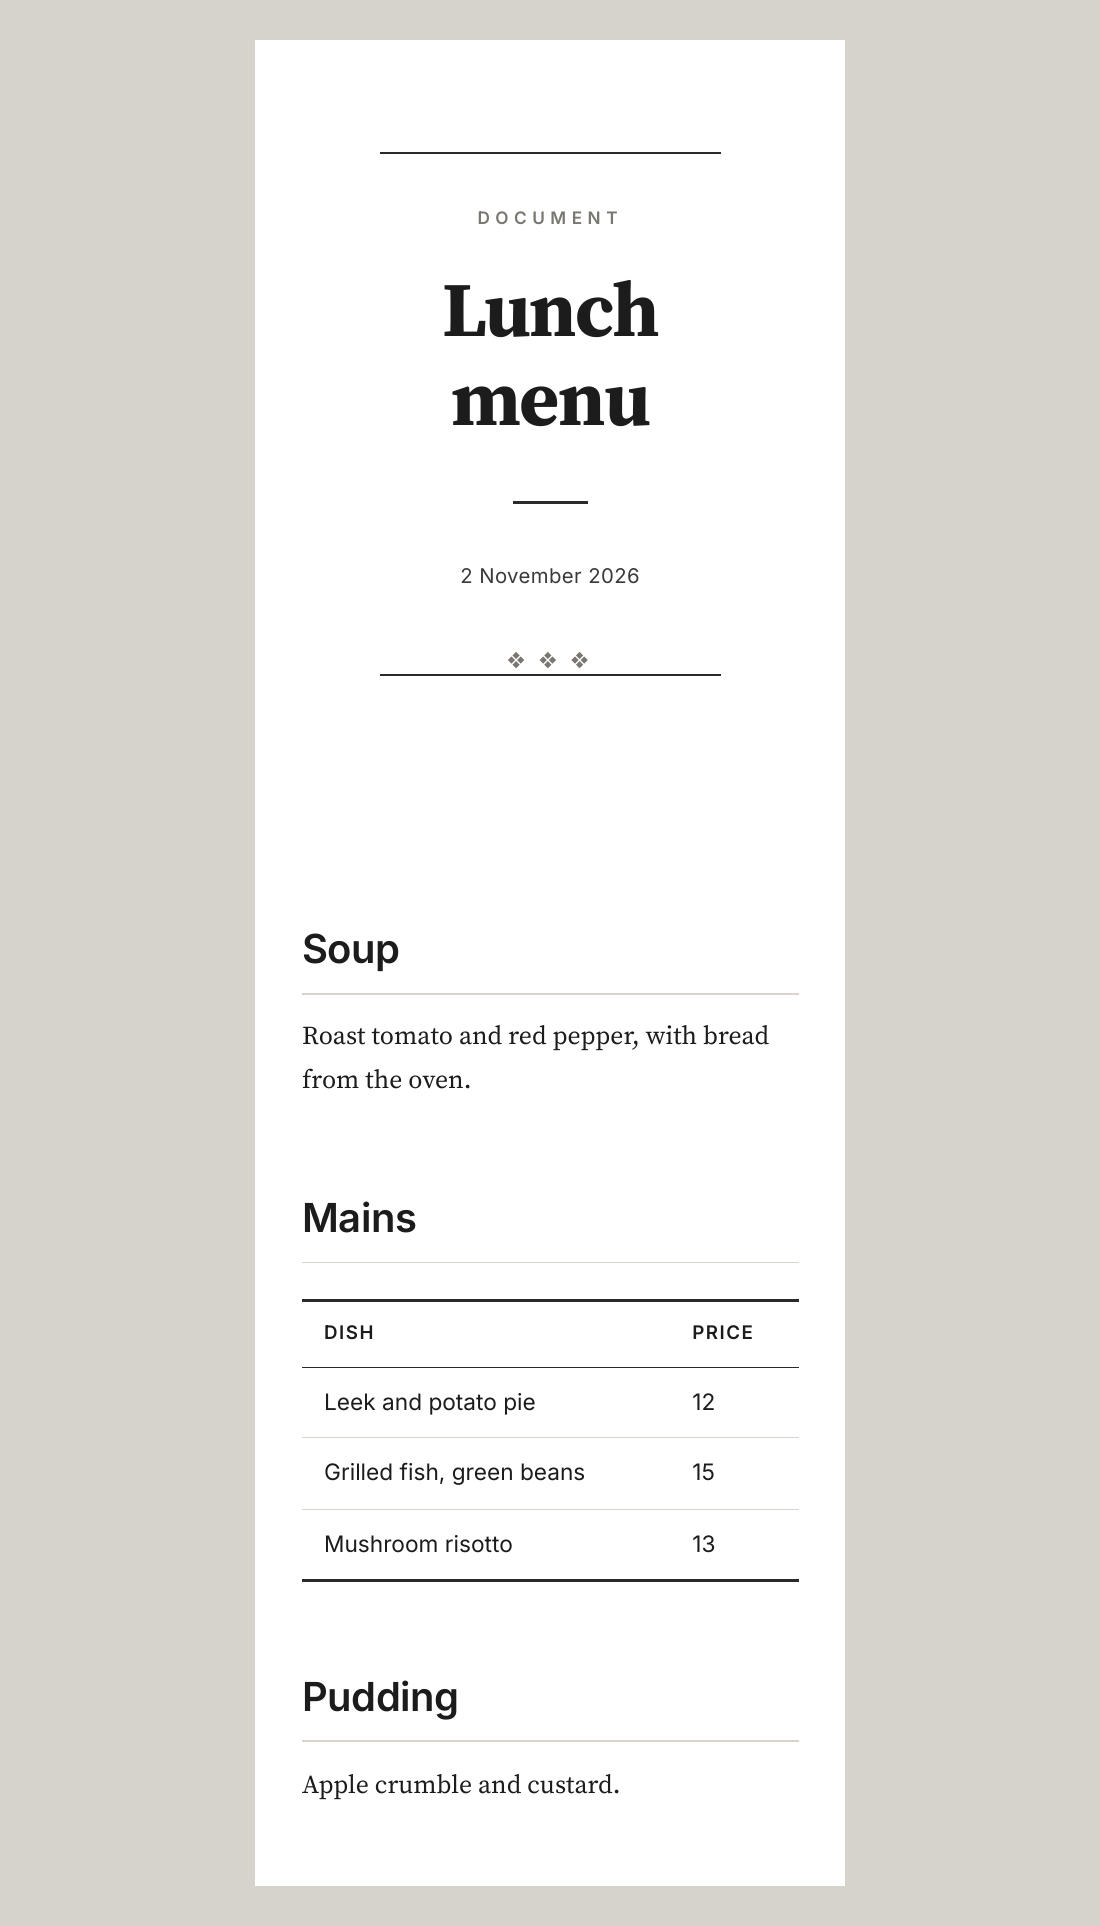 DOCUMENT
Lunch
menu
2 November 2026
❖ ❖ ❖
Soup
Roast tomato and red pepper, with bread
from the oven.
Mains
DISH PRICE
Leek and potato pie 12
Grilled fish, green beans 15
Mushroom risotto 13
Pudding
Apple crumble and custard.